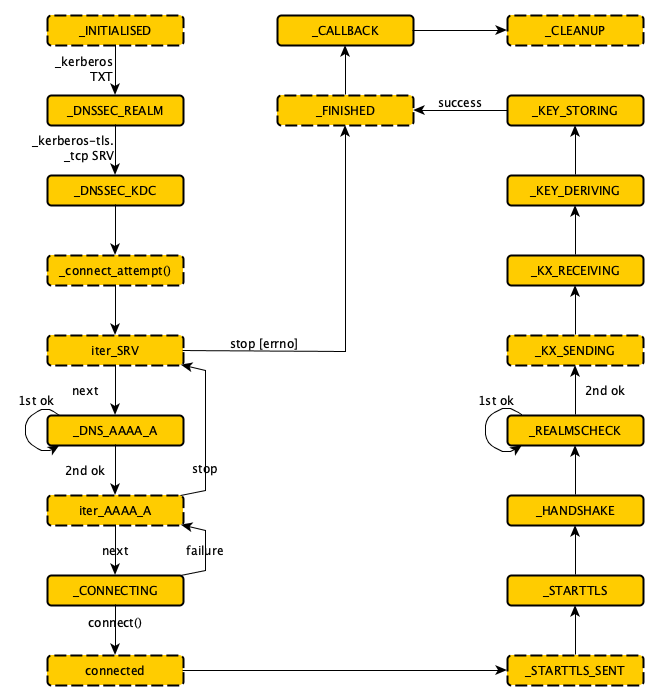 _INITIALISED
_CALLBACK
_CLEANUP
_kerberos
TXT
_DNSSEC_REALM
_FINISHED
success
_KEY_STORING
_kerberos-tls.
_tcp SRV
_DNSSEC_KDC
_KEY_DERIVING
_connect_attempt()
_KX_RECEIVING
iter_SRV
stop [errno]
_KX_SENDING
next
2nd ok
1st ok
1st ok
_DNS_AAAA_A
_REALMSCHECK
2nd ok
stop
iter_AAAA_A
_HANDSHAKE
next
failure
_CONNECTING
_STARTTLS
connect()
connected
_STARTTLS_SENT